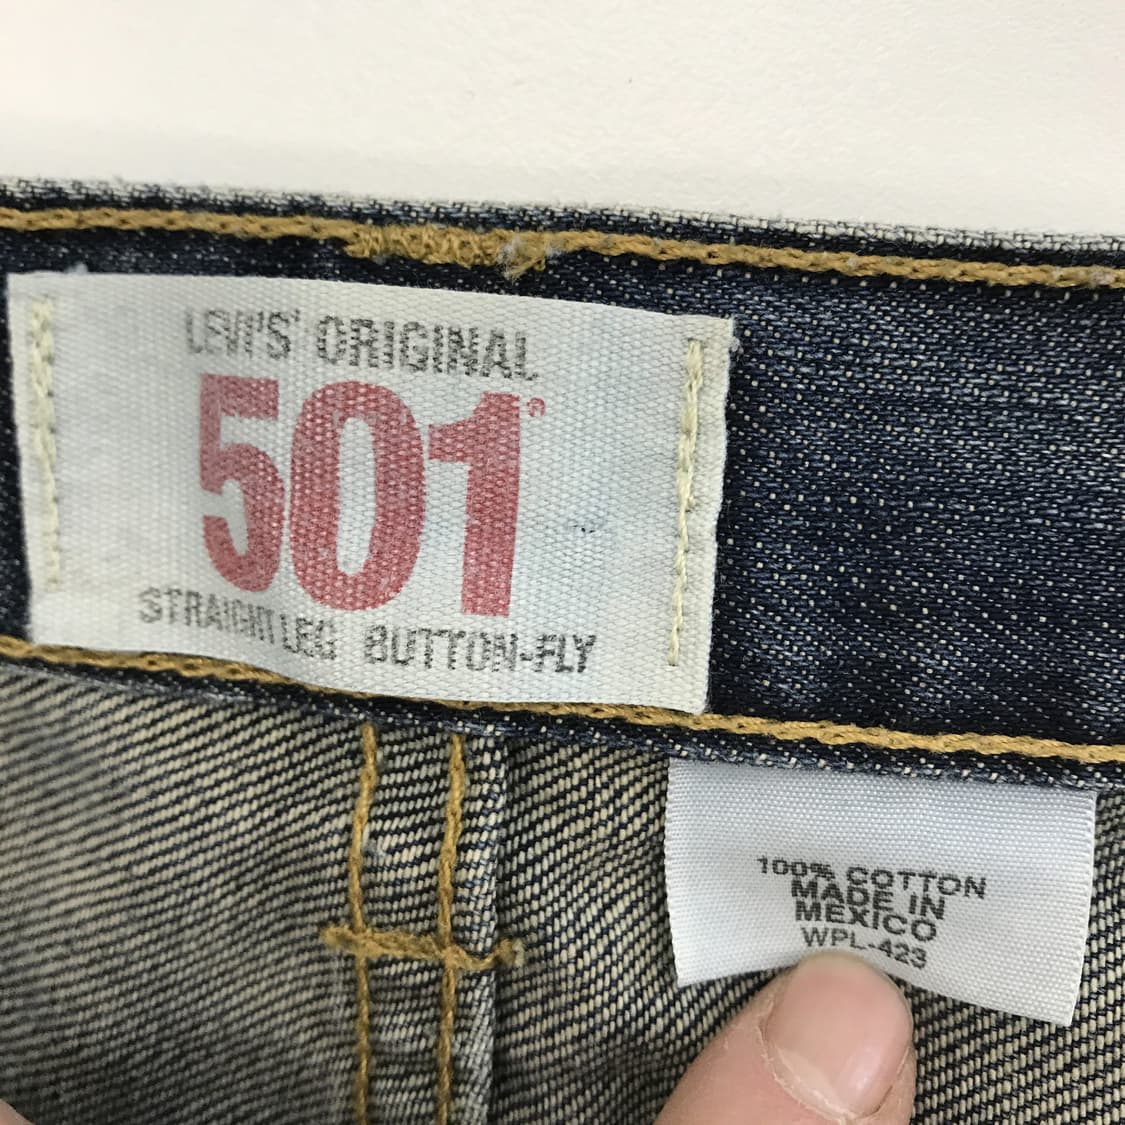 LEVI'S' ORIGINAL
501®
STRAIGHT LEG BUTTON-FLY
100% COTTON
MADE IN
MEXICO
WPL-423